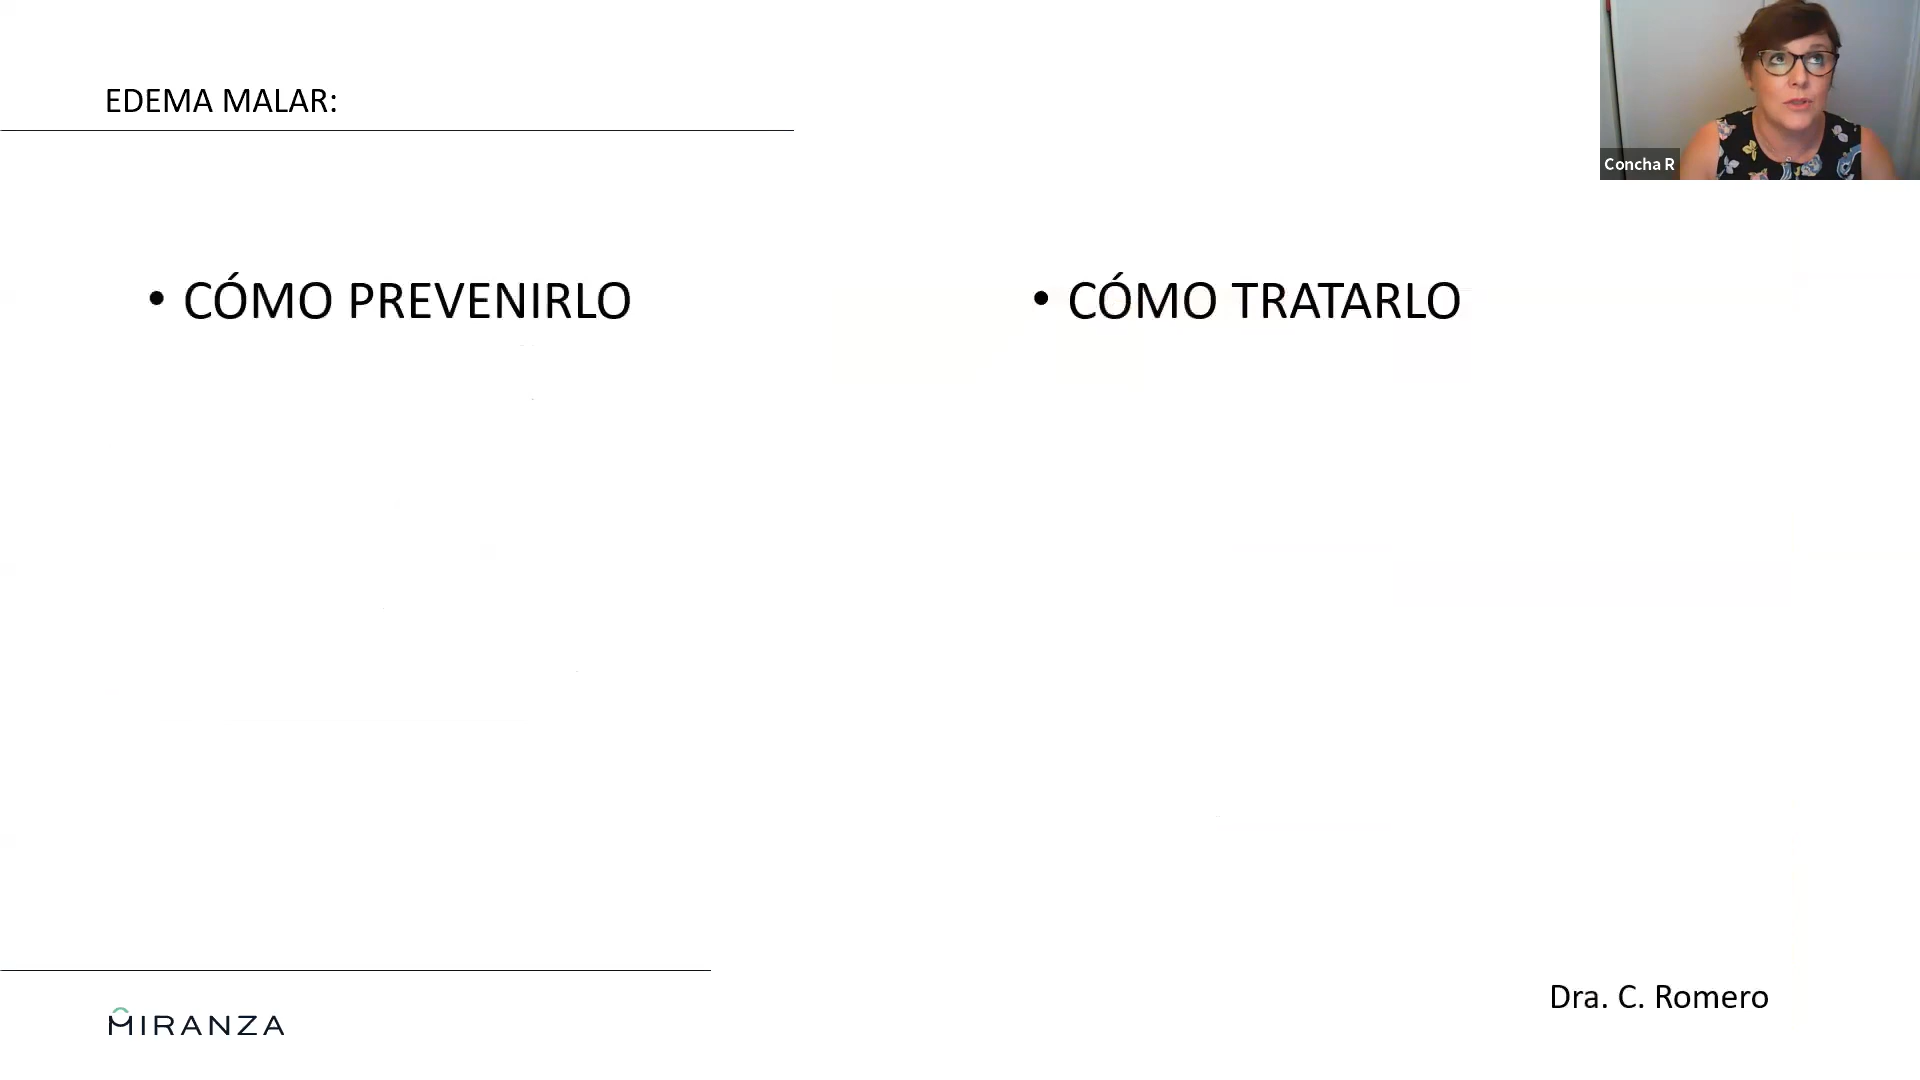 EDEMA MALAR:
Concha R
• CÓMO PREVENIRLO
• CÓMO TRATARLO
Dra. C. Romero
MIRANZA